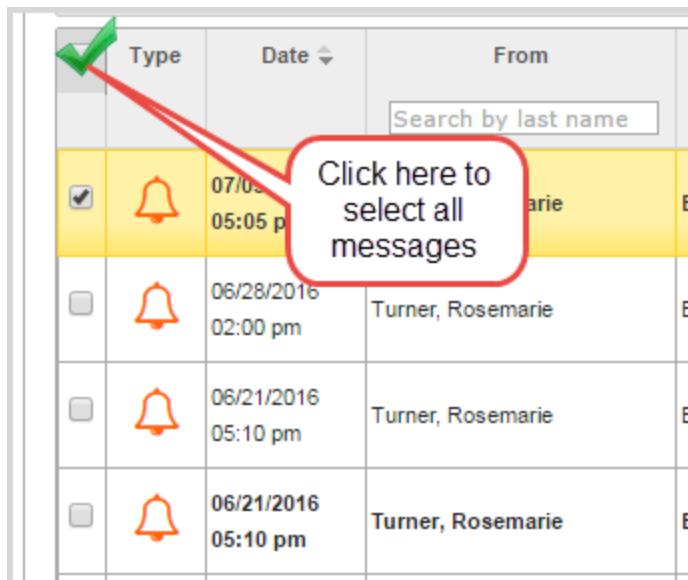 Type Date From
Search by last name
Click here to
select all
messages
07/0
05:05 p
arie
06/28/2016
02:00 pm
Turner, Rosemarie
06/21/2016
05:10 pm
Turner, Rosemarie
06/21/2016
05:10 pm
Turner, Rosemarie